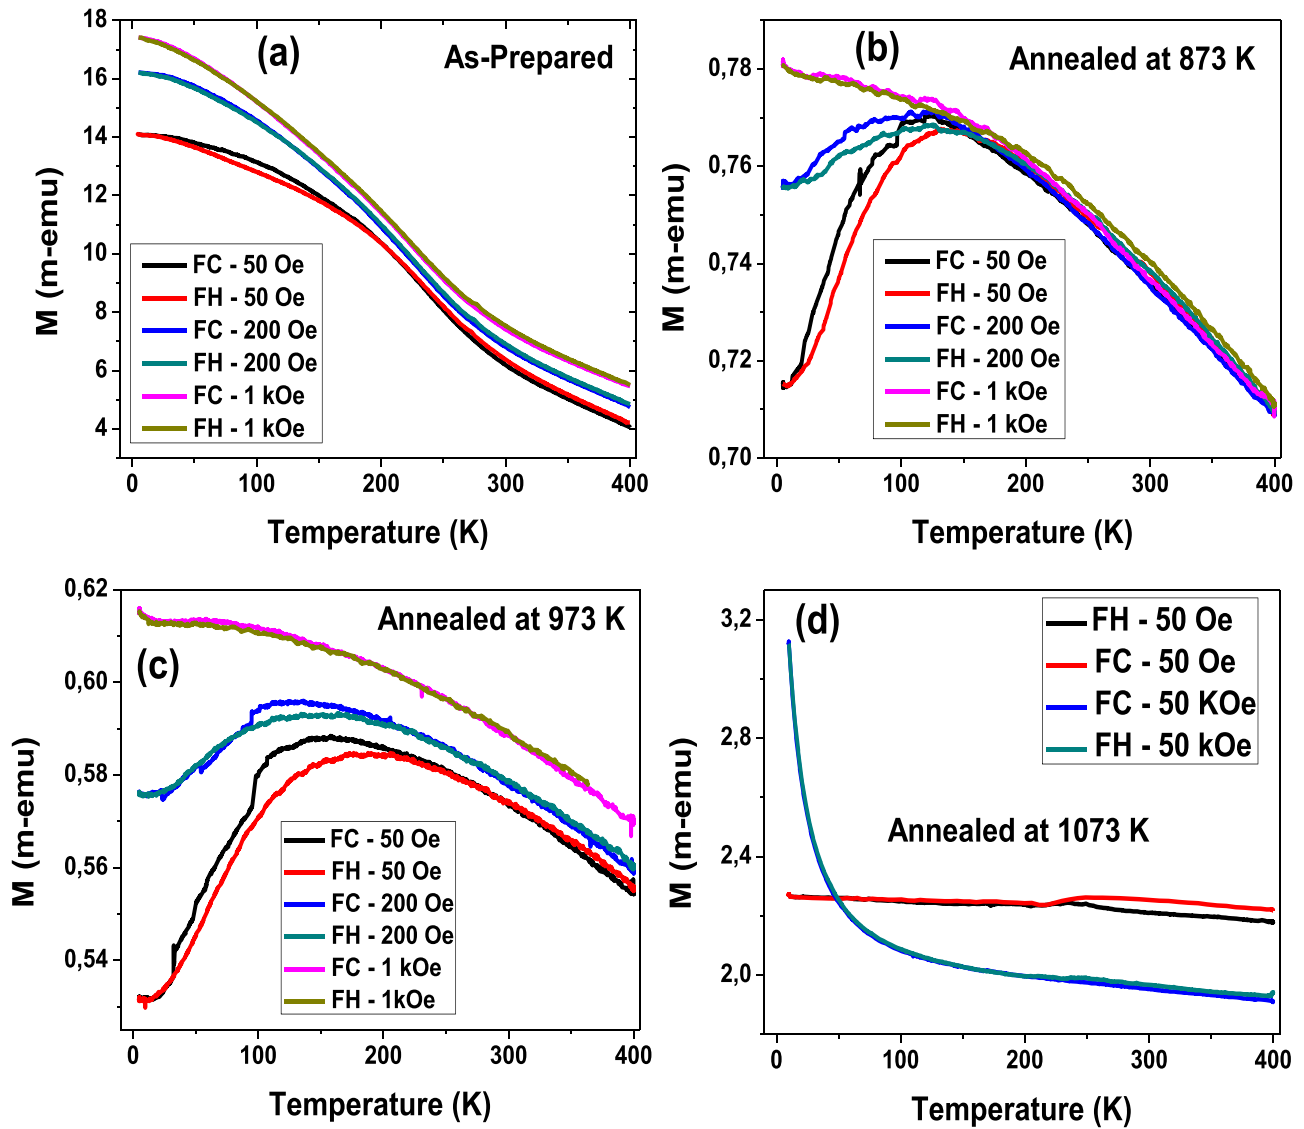 (a)
As-Prepared
18
16
14
12
10
8
6
4
M (m-emu)
FC - 50 Oe
FH - 50 Oe
FC - 200 Oe
FH - 200 Oe
FC - 1 kOe
FH - 1 kOe
0 100 200 300 400
Temperature (K)
(b)
Annealed at 873 K
0,78
0,76
0,74
0,72
0,70
M (m-emu)
FC - 50 Oe
FH - 50 Oe
FC - 200 Oe
FH - 200 Oe
FC - 1 kOe
FH - 1 kOe
0 100 200 300 400
Temperature (K)
Annealed at 973 K
(c)
0,62
0,60
0,58
0,56
0,54
M (m-emu)
FC - 50 Oe
FH - 50 Oe
FC - 200 Oe
FH - 200 Oe
FC - 1 kOe
FH - 1kOe
0 100 200 300 400
Temperature (K)
(d)
3,2
2,8
2,4
2,0
M (m-emu)
FH - 50 Oe
FC - 50 Oe
FC - 50 KOe
FH - 50 kOe
Annealed at 1073 K
0 100 200 300 400
Temperature (K)